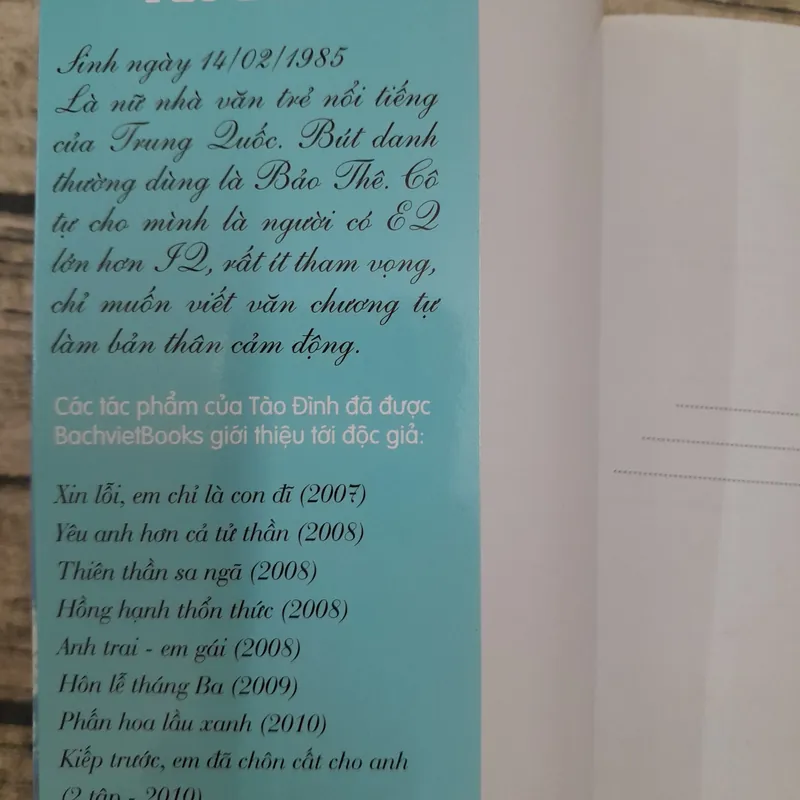 Sinh ngày 14/02/1985
Là nữ nhà văn trẻ nổi tiếng
của Trung Quốc. Bút danh
thường dùng là Bảo Thê. Cô
tự cho mình là người có EQ
lớn hơn IQ, rất ít tham vọng,
chỉ muốn viết văn chương tự
làm bản thân cảm động.
Các tác phẩm của Tào Đình đã được
BachvietBooks giới thiệu tới độc giả:
Xin lỗi, em chỉ là con đĩ (2007)
Yêu anh hơn cả tử thần (2008)
Thiên thần sa ngã (2008)
Hồng hạnh thổn thức (2008)
Anh trai - em gái (2008)
Hôn lễ tháng Ba (2009)
Phấn hoa lầu xanh (2010)
Kiếp trước, em đã chôn cất cho anh
(2 tập - 2010)